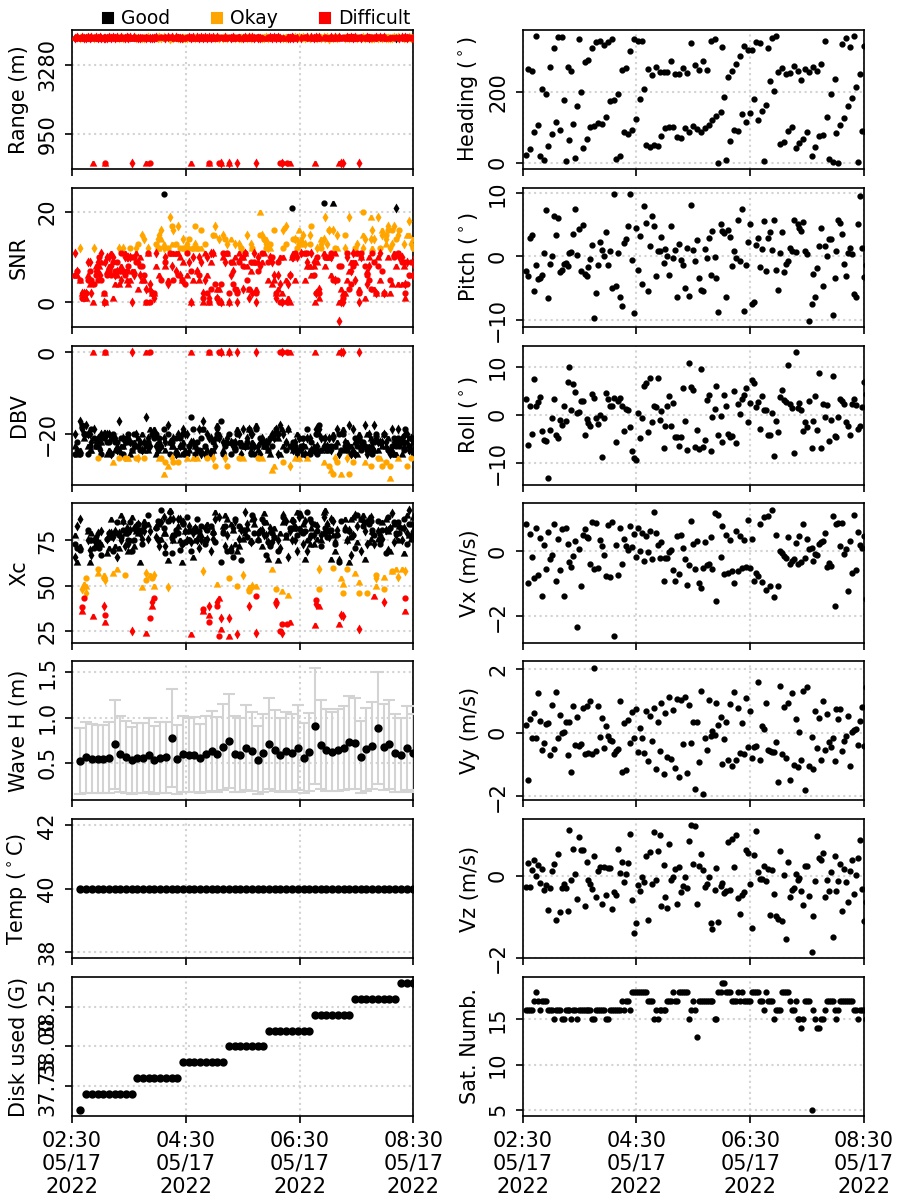 Good Okay Difficult
Range (m)
3280
950
Heading (°)
200
0
SNR
20
0
Pitch (°)
10
0
−10
DBV
0
−20
Roll (°)
10
0
−10
Xc
75
50
25
Vx (m/s)
0
−2
Wave H (m)
1.5
1.0
0.5
Vy (m/s)
2
0
−2
Temp (°C)
42
40
38
Vz (m/s)
0
−2
Disk used (G)
38.25
38.00
37.75
Sat. Numb.
15
10
5
02:30 04:30 06:30 08:30
05/17 05/17 05/17 05/17
2022 2022 2022 2022
02:30 04:30 06:30 08:30
05/17 05/17 05/17 05/17
2022 2022 2022 2022